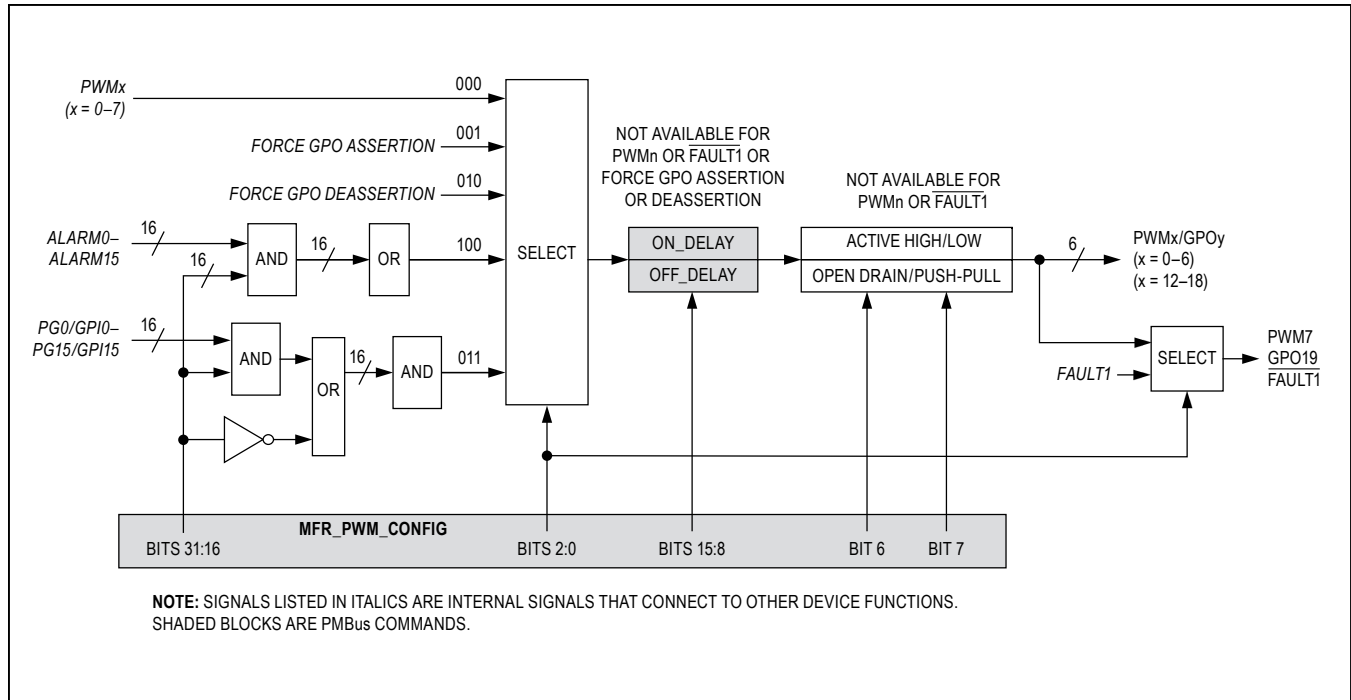 PWMx
(x = 0–7)
000
FORCE GPO ASSERTION
001
FORCE GPO DEASSERTION
010
ALARM0–
ALARM15
16
16
AND
16
OR
100
PG0/GPI0–
PG15/GPI15
16
AND
OR
16
AND
011
SELECT
NOT AVAILABLE FOR
PWMn OR FAULT1 OR
FORCE GPO ASSERTION
OR DEASSERTION
ON_DELAY
OFF_DELAY
NOT AVAILABLE FOR
PWMn OR FAULT1
ACTIVE HIGH/LOW
OPEN DRAIN/PUSH-PULL
6
PWMx/GPOy
(x = 0–6)
(x = 12–18)
FAULT1
SELECT
PWM7
GPO19
FAULT1
MFR_PWM_CONFIG
BITS 31:16
BITS 2:0
BITS 15:8
BIT 6
BIT 7
NOTE: SIGNALS LISTED IN ITALICS ARE INTERNAL SIGNALS THAT CONNECT TO OTHER DEVICE FUNCTIONS.
SHADED BLOCKS ARE PMBus COMMANDS.